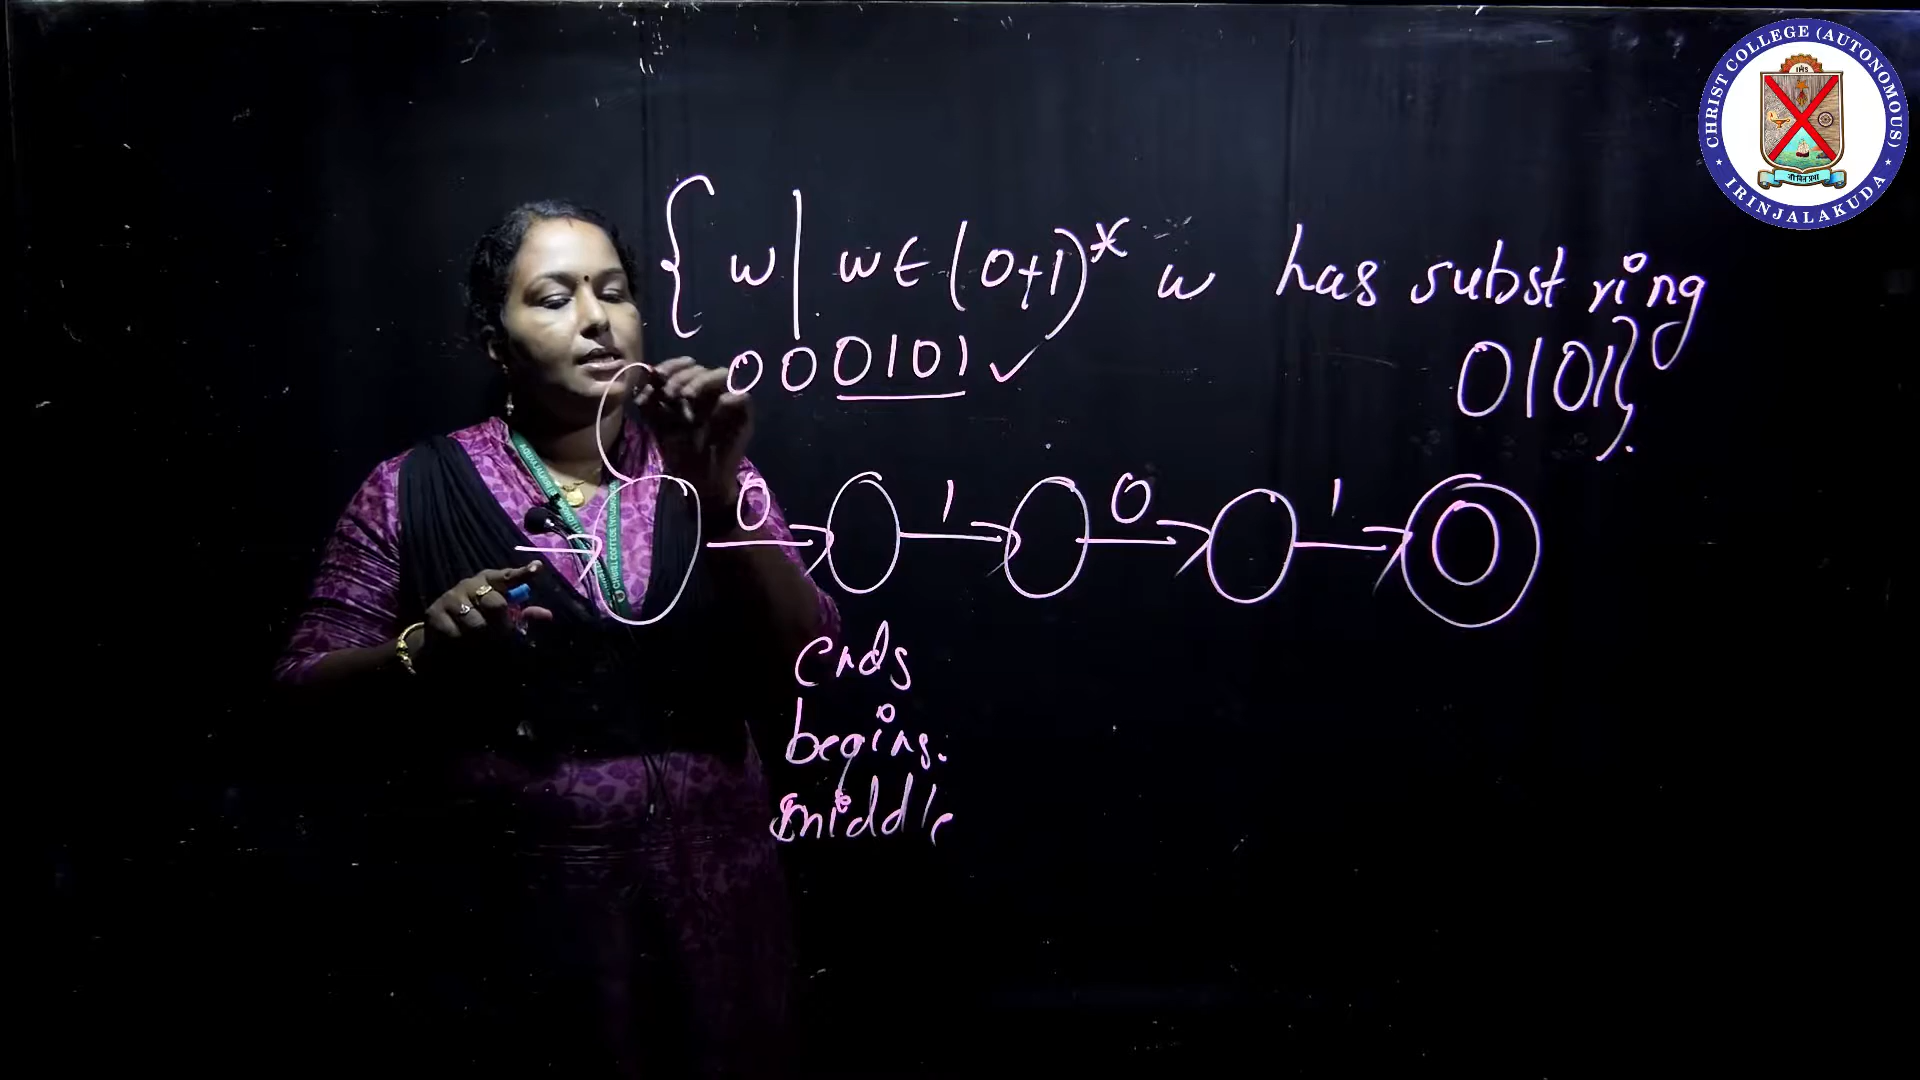 { w | w ∈ (0+1)* w has substring
0101}.
000101 ✓
0 1 0 1
ends
begins.
middle
CHRIST COLLEGE (AUTONOMOUS)
IRINJALAKUDA